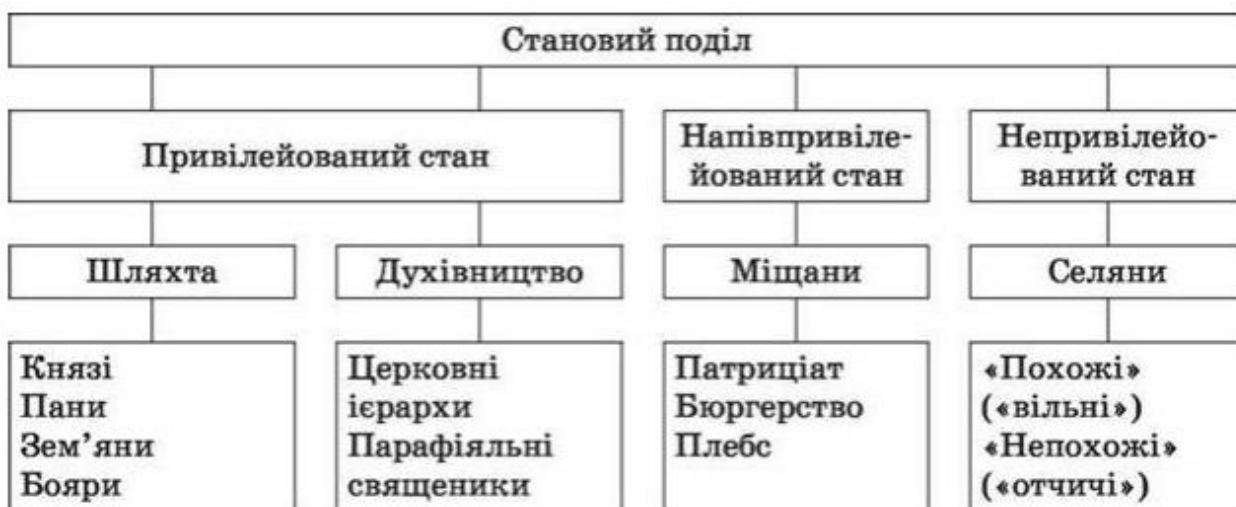 Становий поділ
Привілейований стан
Напівпривіле-
йований стан
Непривілейо-
ваний стан
Шляхта
Духівництво
Міщани
Селяни
Князі
Пани
Зем’яни
Бояри
Церковні
ієрархи
Парафіяльні
священики
Патриціат
Бюргерство
Плебс
«Похожі»
(«вільні»)
«Непохожі»
(«отчичі»)